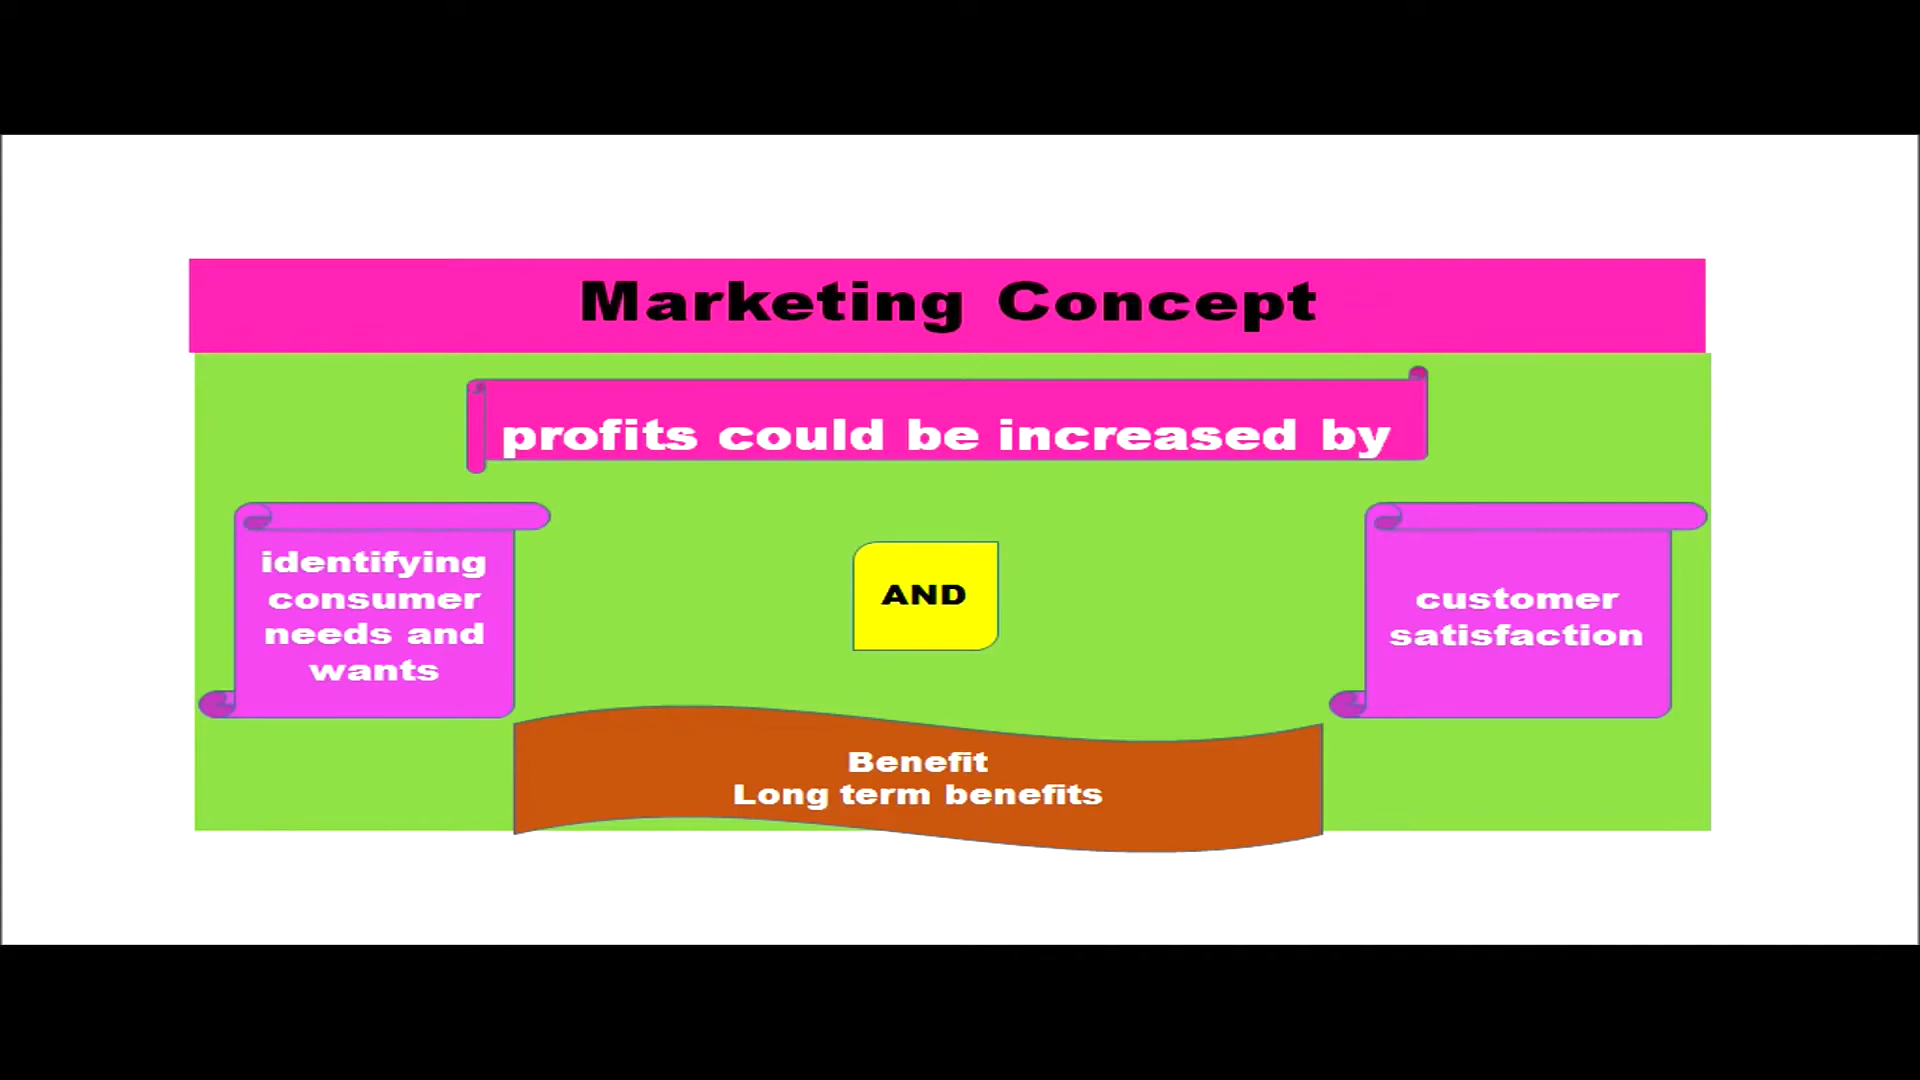 Marketing Concept
profits could be increased by
identifying
consumer
needs and
wants
AND
customer
satisfaction
Benefit
Long term benefits